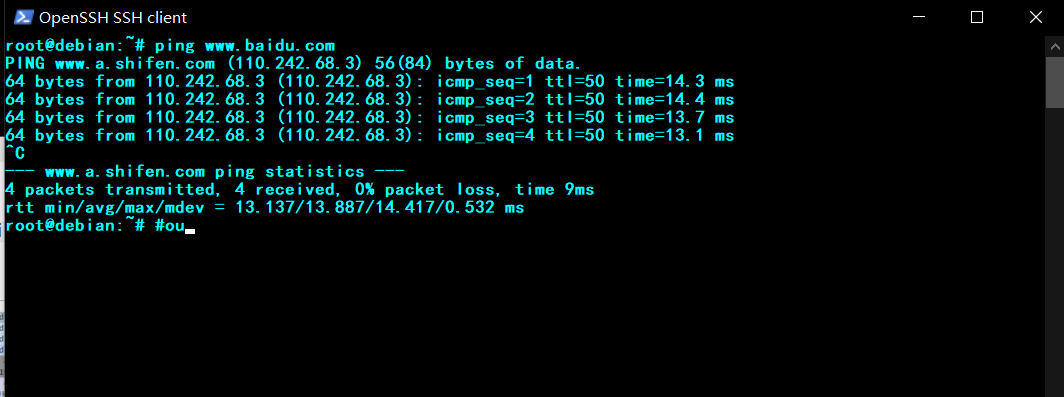 OpenSSH SSH client
root@debian:~# ping www.baidu.com
PING www.a.shifen.com (110.242.68.3) 56(84) bytes of data.
64 bytes from 110.242.68.3 (110.242.68.3): icmp_seq=1 ttl=50 time=14.3 ms
64 bytes from 110.242.68.3 (110.242.68.3): icmp_seq=2 ttl=50 time=14.4 ms
64 bytes from 110.242.68.3 (110.242.68.3): icmp_seq=3 ttl=50 time=13.7 ms
64 bytes from 110.242.68.3 (110.242.68.3): icmp_seq=4 ttl=50 time=13.1 ms
^C
--- www.a.shifen.com ping statistics ---
4 packets transmitted, 4 received, 0% packet loss, time 9ms
rtt min/avg/max/mdev = 13.137/13.887/14.417/0.532 ms
root@debian:~# #ou